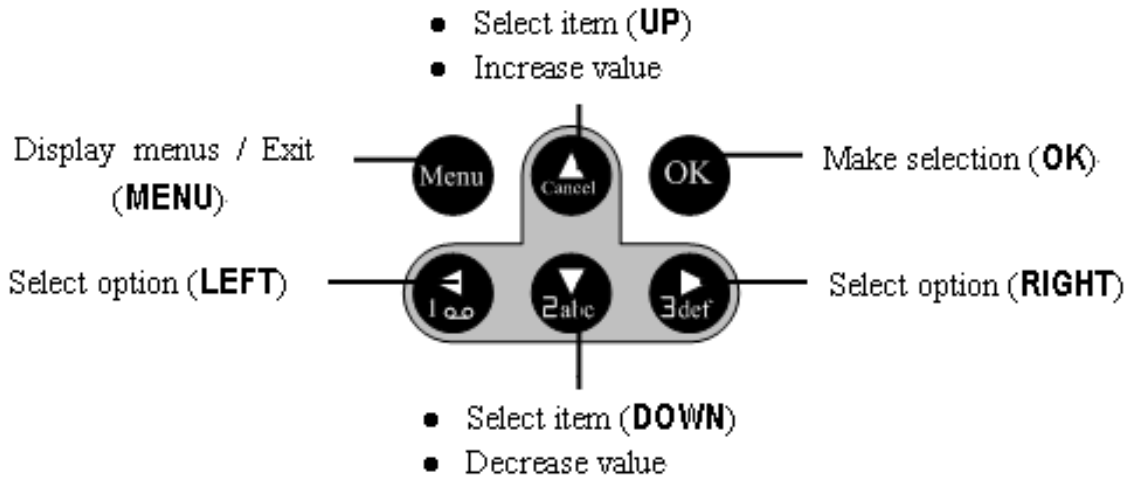 ● Select item (UP)
● Increase value
Display menus / Exit
(MENU)
Menu
Cancel
OK
Make selection (OK)
Select option (LEFT)
1
2abc
3def
Select option (RIGHT)
● Select item (DOWN)
● Decrease value